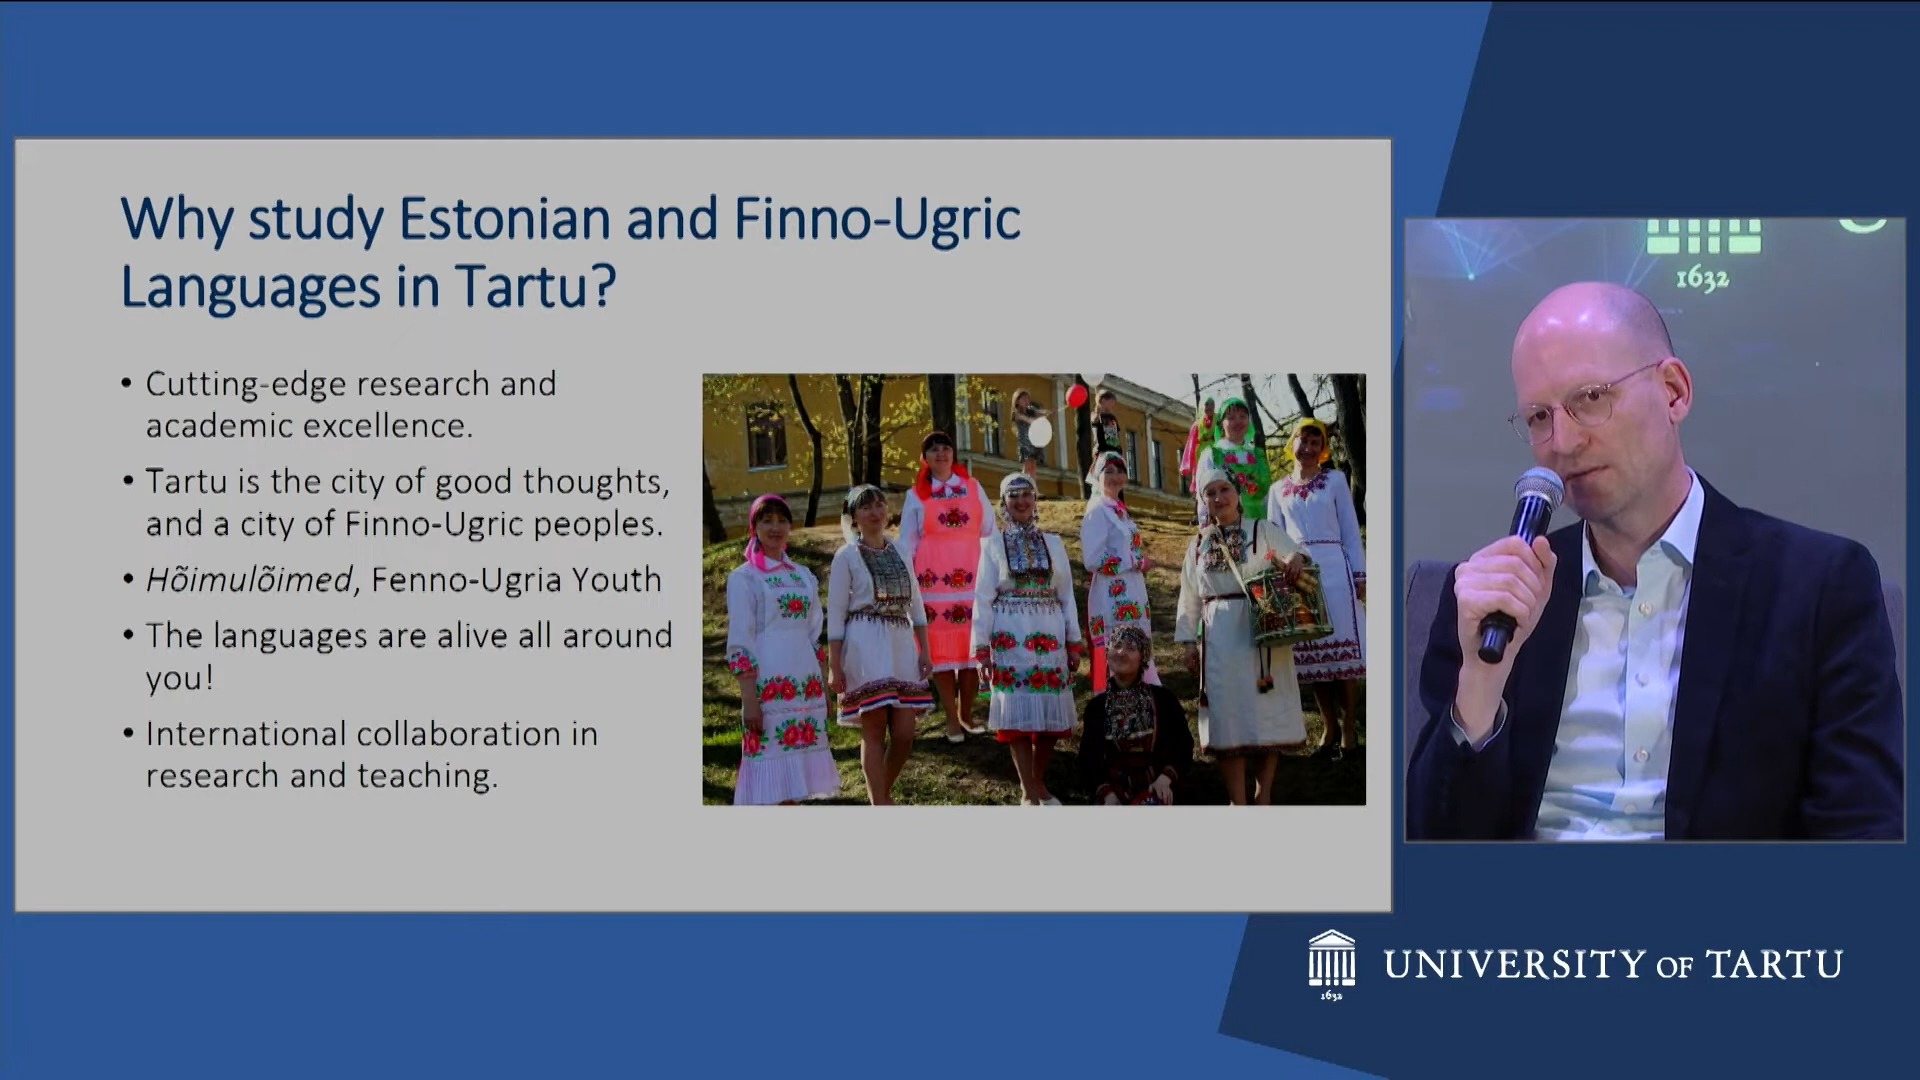 Why study Estonian and Finno-Ugric
Languages in Tartu?
• Cutting-edge research and
academic excellence.
• Tartu is the city of good thoughts,
and a city of Finno-Ugric peoples.
• Hõimulõimed, Fenno-Ugria Youth
• The languages are alive all around
you!
• International collaboration in
research and teaching.
1632
1632
UNIVERSITY OF TARTU